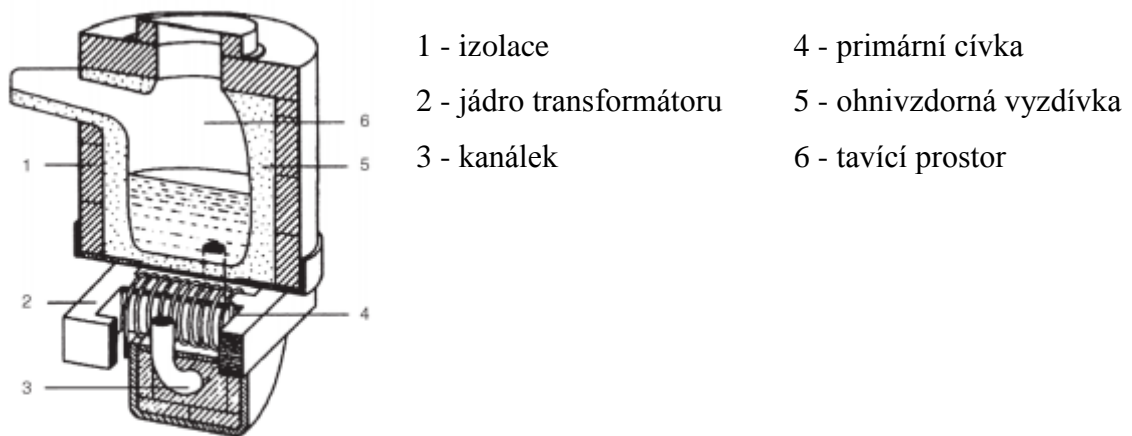 1 - izolace
2 - jádro transformátoru
3 - kanálek
4 - primární cívka
5 - ohnivzdorná vyzdívka
6 - tavící prostor
6
1
5
2
4
3